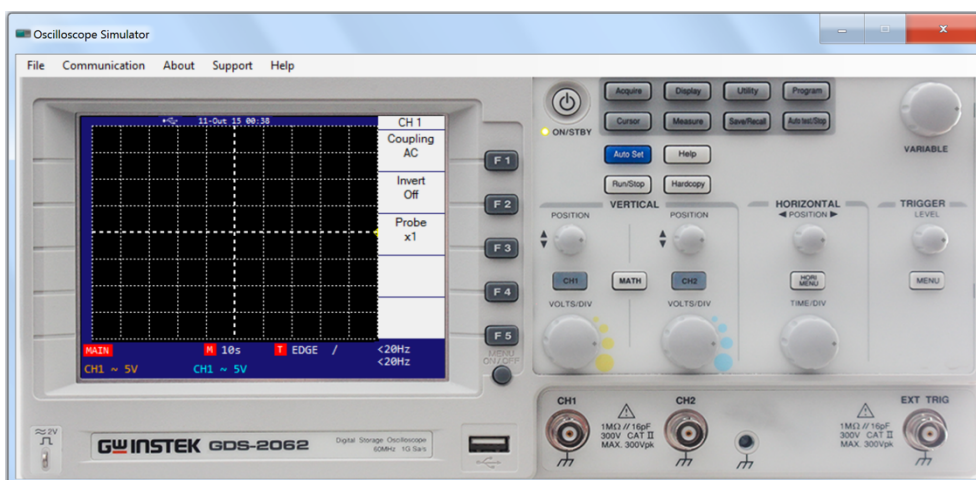 Oscilloscope Simulator
File Communication About Support Help
11-Out 15 00:38
CH 1
Coupling
AC
Invert
Off
Probe
x1
MAIN
M 10s
T EDGE /
<20Hz
<20Hz
CH1 ~ 5V
CH1 ~ 5V
F 1
F 2
F 3
F 4
F 5
MENU
ON/OFF
≈ 2V
GW INSTEK GDS-2062
Digital Storage Oscilloscope
60MHz 1G Sa/s
ON/STBY
Acquire Display Utility Program
Cursor Measure Save/Recall Auto test/Stop
Auto Set Help
Run/Stop Hardcopy
VARIABLE
VERTICAL
POSITION POSITION
CH1 MATH CH2
VOLTS/DIV VOLTS/DIV
HORIZONTAL
◄ POSITION ►
HORI
MENU
TIME/DIV
TRIGGER
LEVEL
MENU
CH1
1MΩ // 16pF
300V CAT II
MAX. 300Vpk
CH2
EXT TRIG
1MΩ // 16pF
300V CAT II
MAX. 300Vpk